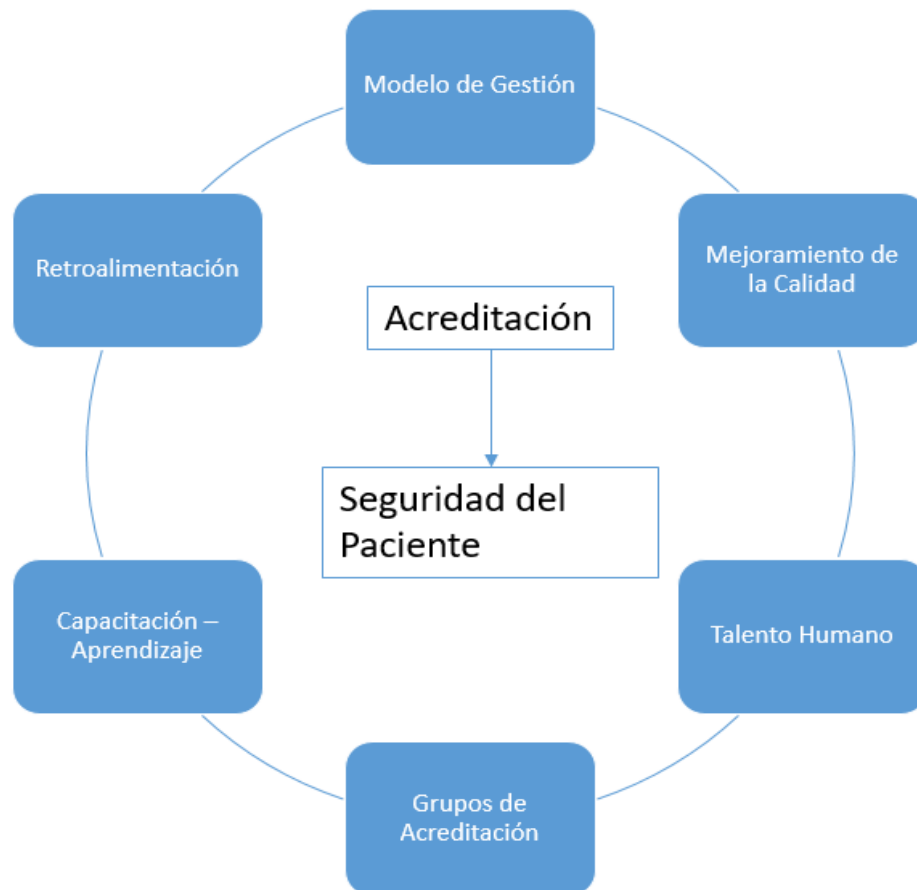 Modelo de Gestión
Retroalimentación
Mejoramiento de
la Calidad
Acreditación
Seguridad del
Paciente
Capacitación –
Aprendizaje
Talento Humano
Grupos de
Acreditación